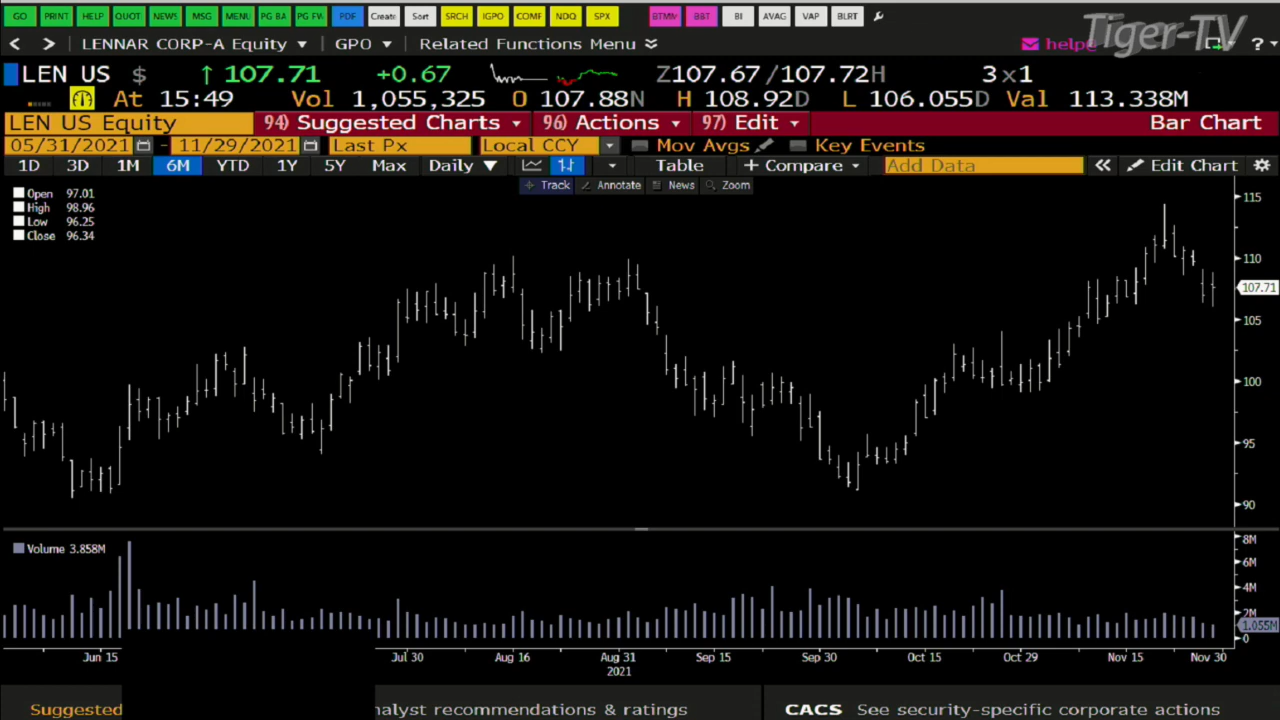 GO PRINT HELP QUOT NEWS MSG MENU PG BA PG FW PDF Create Sort SRCH IGPO COMF NDQ SPX BTMV BBT BI AVAG VAP BLRT
Tiger-TV
< > LENNAR CORP-A Equity GPO Related Functions Menu help ?
LEN US $ ↑ 107.71 +0.67 Z107.67/107.72H 3x1
At 15:49 Vol 1,055,325 O 107.88N H 108.92D L 106.055D Val 113.338M
LEN US Equity 94) Suggested Charts 96) Actions 97) Edit Bar Chart
05/31/2021 - 11/29/2021 Last Px Local CCY Mov Avgs Key Events
1D 3D 1M 6M YTD 1Y 5Y Max Daily ▼ Table + Compare Add Data « Edit Chart
Track Annotate News Zoom
Open 97.01
High 98.96
Low 96.25
Close 96.34
115
110
107.71
105
100
95
90
Volume 3.858M
8M
6M
4M
2M
1.055M
0
Jun 15 Jul 30 Aug 16 Aug 31 Sep 15 Sep 30 Oct 15 Oct 29 Nov 15 Nov 30
2021
Suggested nalyst recommendations & ratings CACS See security-specific corporate actions